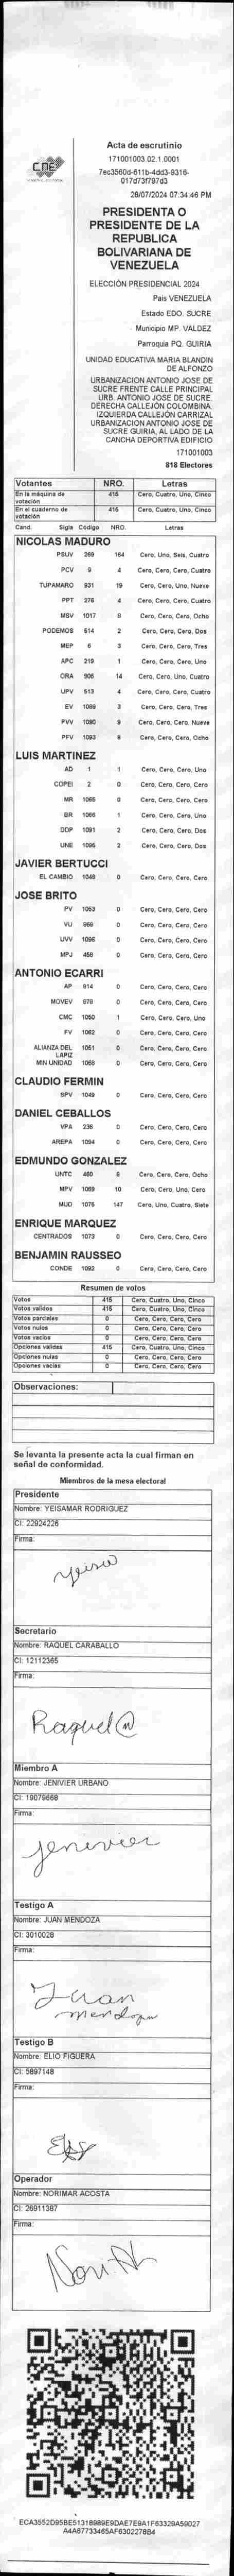 CNE
Acta de escrutinio
171001003.02.1.0001
7ec3560d-611b-4dd3-9316-
017d73f797d3
28/07/2024 07:34:46 PM
PRESIDENTA O
PRESIDENTE DE LA
REPUBLICA
BOLIVARIANA DE
VENEZUELA
ELECCIÓN PRESIDENCIAL 2024
Pais VENEZUELA
Estado EDO. SUCRE
Municipio MP. VALDEZ
Parroquia PQ. GUIRIA
UNIDAD EDUCATIVA MARIA BLANDIN
DE ALFONZO
URBANZACION ANTONIO JOSE DE
SUCRE FRENTE CALLE PRINCIPAL
URB. ANTONIO JOSE DE SUCRE.
DERECHA CALLEJÓN COLOMBINA.
IZQUIERDA CALLEJÓN CARRIZAL
URBANZACION ANTONIO JOSE DE
SUCRE GUIRIA, AL LADO DE LA
CANCHA DEPORTIVA EDIFICIO
171001003
818 Electores
Votantes NRO. Letras
En la máquina de votación 415 Cero, Cuatro, Uno, Cinco
En el cuaderno de votación 415 Cero, Cuatro, Uno, Cinco
Cand. Sigla Código NRO. Letras
NICOLAS MADURO
PSUV 269 164 Cero, Uno, Seis, Cuatro
PCV 9 4 Cero, Cero, Cero, Cuatro
TUPAMARO 931 19 Cero, Cero, Uno, Nueve
PPT 276 4 Cero, Cero, Cero, Cuatro
MSV 1017 8 Cero, Cero, Cero, Ocho
PODEMOS 514 2 Cero, Cero, Cero, Dos
MEP 6 3 Cero, Cero, Cero, Tres
APC 219 1 Cero, Cero, Cero, Uno
ORA 906 14 Cero, Cero, Uno, Cuatro
UPV 513 4 Cero, Cero, Cero, Cuatro
EV 1089 3 Cero, Cero, Cero, Tres
PVV 1090 9 Cero, Cero, Cero, Nueve
PFV 1093 8 Cero, Cero, Cero, Ocho
LUIS MARTINEZ
AD 1 1 Cero, Cero, Cero, Uno
COPEI 2 0 Cero, Cero, Cero, Cero
MR 1065 0 Cero, Cero, Cero, Cero
BR 1066 1 Cero, Cero, Cero, Uno
DDP 1091 2 Cero, Cero, Cero, Dos
UNE 1095 2 Cero, Cero, Cero, Dos
JAVIER BERTUCCI
EL CAMBIO 1048 0 Cero, Cero, Cero, Cero
JOSE BRITO
PV 1053 0 Cero, Cero, Cero, Cero
VU 966 0 Cero, Cero, Cero, Cero
UVV 1096 0 Cero, Cero, Cero, Cero
MPJ 458 0 Cero, Cero, Cero, Cero
ANTONIO ECARRI
AP 914 0 Cero, Cero, Cero, Cero
MOVEV 979 0 Cero, Cero, Cero, Cero
CMC 1050 1 Cero, Cero, Cero, Uno
FV 1062 0 Cero, Cero, Cero, Cero
ALIANZA DEL LAPIZ 1051 0 Cero, Cero, Cero, Cero
MIN UNIDAD 1068 0 Cero, Cero, Cero, Cero
CLAUDIO FERMIN
SPV 1049 0 Cero, Cero, Cero, Cero
DANIEL CEBALLOS
VPA 236 0 Cero, Cero, Cero, Cero
AREPA 1094 0 Cero, Cero, Cero, Cero
EDMUNDO GONZALEZ
UNTC 460 8 Cero, Cero, Cero, Ocho
MPV 1069 10 Cero, Cero, Uno, Cero
MUD 1075 147 Cero, Uno, Cuatro, Siete
ENRIQUE MARQUEZ
CENTRADOS 1073 0 Cero, Cero, Cero, Cero
BENJAMIN RAUSSEO
CONDE 1092 0 Cero, Cero, Cero, Cero
Resumen de votos
Votos 415 Cero, Cuatro, Uno, Cinco
Votos validos 415 Cero, Cuatro, Uno, Cinco
Votos parciales 0 Cero, Cero, Cero, Cero
Votos nulos 0 Cero, Cero, Cero, Cero
Votos vacios 0 Cero, Cero, Cero, Cero
Opciones validas 415 Cero, Cuatro, Uno, Cinco
Opciones nulas 0 Cero, Cero, Cero, Cero
Opciones vacias 0 Cero, Cero, Cero, Cero
Observaciones:
Se levanta la presente acta la cual firman en
señal de conformidad.
Miembros de la mesa electoral
Presidente
Nombre: YEISAMAR RODRIGUEZ
CI: 22924226
Firma:
Yeisa
Secretario
Nombre: RAQUEL CARABALLO
CI: 12112365
Firma:
Raquel
Miembro A
Nombre: JENIVIER URBANO
CI: 19079668
Firma:
Jenivier
Testigo A
Nombre: JUAN MENDOZA
CI: 3010028
Firma:
Juan
Mendoza
Testigo B
Nombre: ELIO FIGUERA
CI: 5897148
Firma:
Operador
Nombre: NORIMAR ACOSTA
CI: 26911387
Firma:
ECA3552D95BE51318989E9DAE7E9A1F63329A59027
A4A67733465AF6302278B4